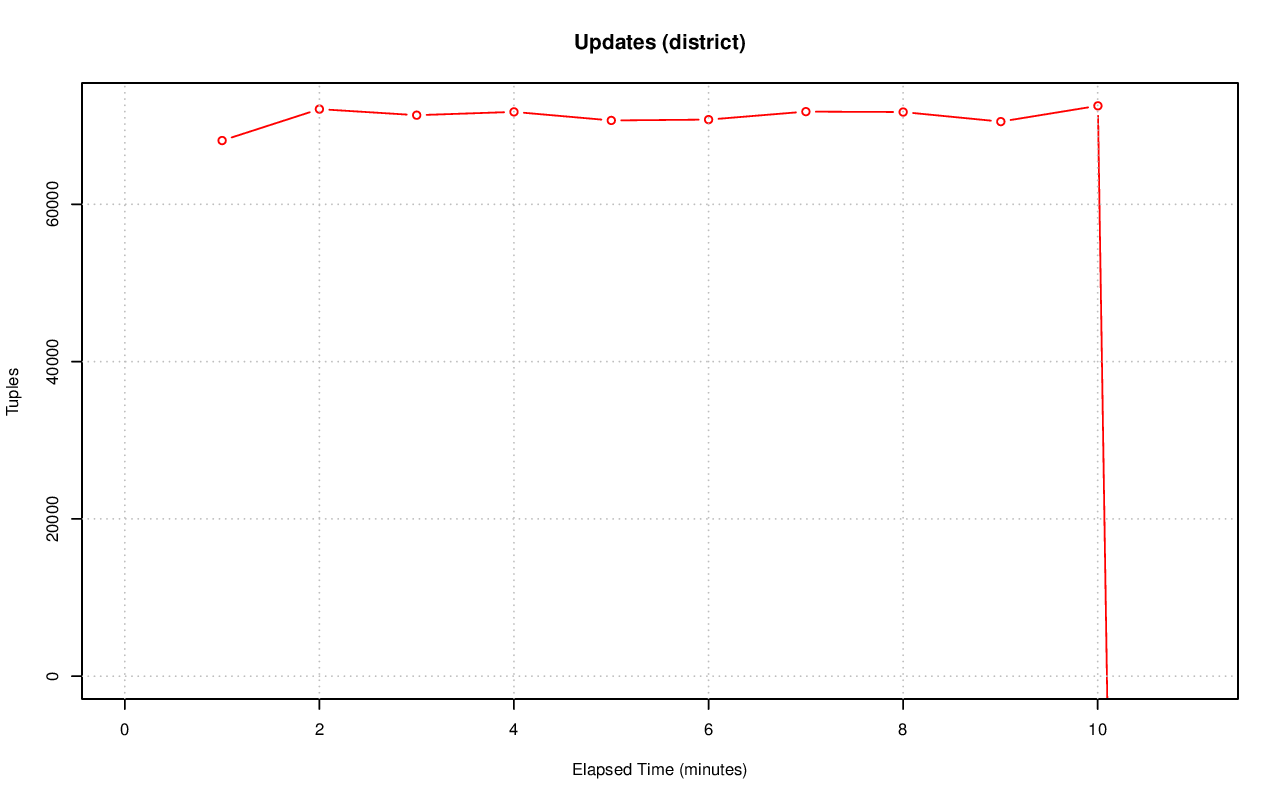 Updates (district)
Tuples
60000
40000
20000
0
0 2 4 6 8 10
Elapsed Time (minutes)